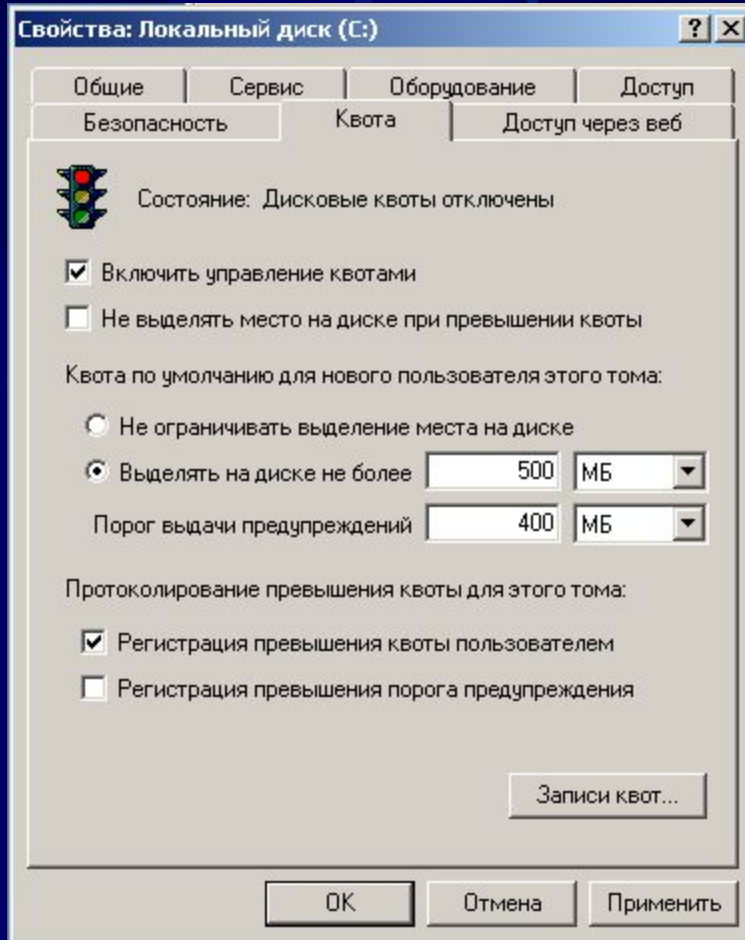 Свойства: Локальный диск (C:)
Общие Сервис Оборудование Доступ
Безопасность Квота Доступ через веб
Состояние: Дисковые квоты отключены
Включить управление квотами
Не выделять место на диске при превышении квоты
Квота по умолчанию для нового пользователя этого тома:
Не ограничивать выделение места на диске
Выделять на диске не более 500 МБ
Порог выдачи предупреждений 400 МБ
Протоколирование превышения квоты для этого тома:
Регистрация превышения квоты пользователем
Регистрация превышения порога предупреждения
Записи квот...
OK Отмена Применить